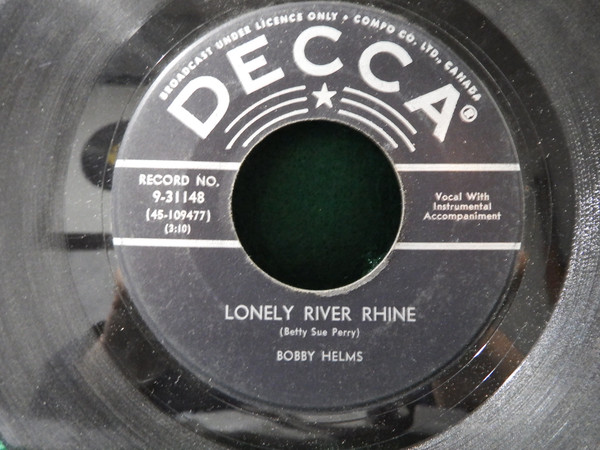 BROADCAST UNDER LICENCE ONLY • COMPO CO. LTD., CANADA
DECCA®
RECORD NO.
9-31148
(45-109477)
(3:10)
Vocal With
Instrumental
Accompaniment
LONELY RIVER RHINE
(Betty Sue Perry)
BOBBY HELMS